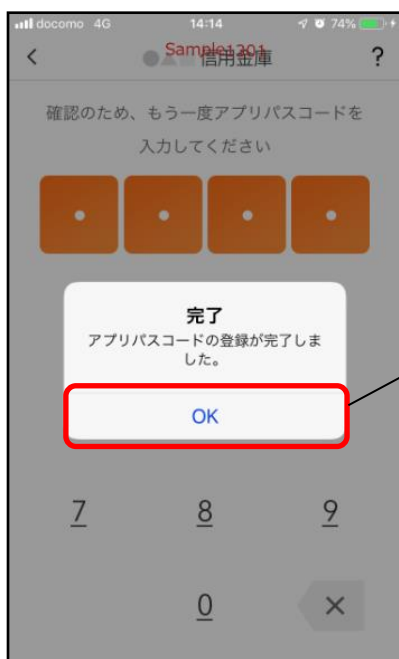 docomo 4G 14:14 74%
Sample1201
●▲■信用金庫 ?
確認のため、もう一度アプリパスコードを
入力してください
完了
アプリパスコードの登録が完了しま
した。
OK
7 8 9
0